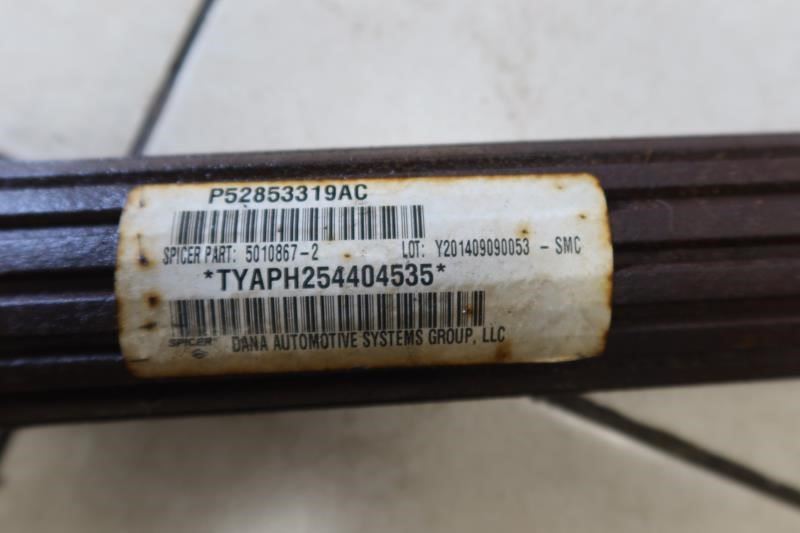 P52853319AC
SPICER PART: 5010867-2 LOT: Y201409090053 - SMC
*TYAPH254404535*
SPICER DANA AUTOMOTIVE SYSTEMS GROUP, LLC